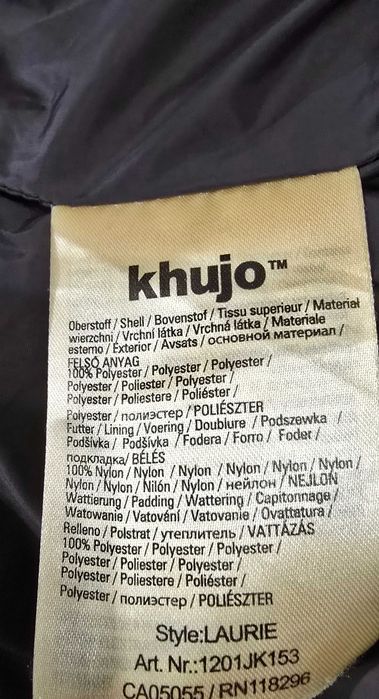 khujo™
Oberstoff / Shell / Bovenstof / Tissu superieur / Materiał
wierzchni / Vrchní látka / Vrchná látka / Materiale
esterno / Exterior / Avsats / основной материал /
FELSŐ ANYAG
100% Polyester / Polyester / Polyester /
Polyester / Poliester / Polyester /
Polyester / Poliestere / Poliéster /
Polyester / полиэстер / POLIÉSZTER
Futter / Lining / Voering / Doublure / Podszewka /
Podšívka / Podšívka / Fodera / Forro / Foder /
подкладка/ BÉLÉS
100% Nylon / Nylon / Nylon / Nylon / Nylon / Nylon /
Nylon / Nylon / Nilón / Nylon / нейлон / NEJLON
Wattierung / Padding / Wattering / Capitonnage /
Watowanie / Vatování / Vatovanie / Ovattatura /
Relleno / Polstrat / утеплитель / VATTÁZÁS
100% Polyester / Polyester / Polyester /
Polyester / Poliester / Polyester /
Polyester / Poliestere / Poliéster /
Polyester / полиэстер / POLIÉSZTER
Style:LAURIE
Art. Nr.:1201JK153
CA05055 / RN118296